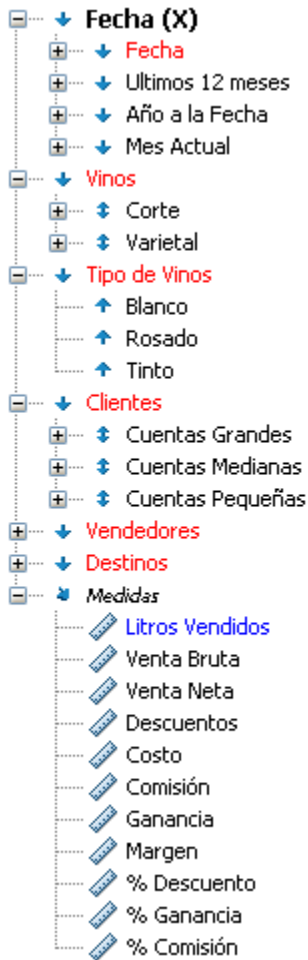 Fecha (X)
Fecha
Ultimos 12 meses
Año a la Fecha
Mes Actual
Vinos
Corte
Varietal
Tipo de Vinos
Blanco
Rosado
Tinto
Clientes
Cuentas Grandes
Cuentas Medianas
Cuentas Pequeñas
Vendedores
Destinos
Medidas
Litros Vendidos
Venta Bruta
Venta Neta
Descuentos
Costo
Comisión
Ganancia
Margen
% Descuento
% Ganancia
% Comisión